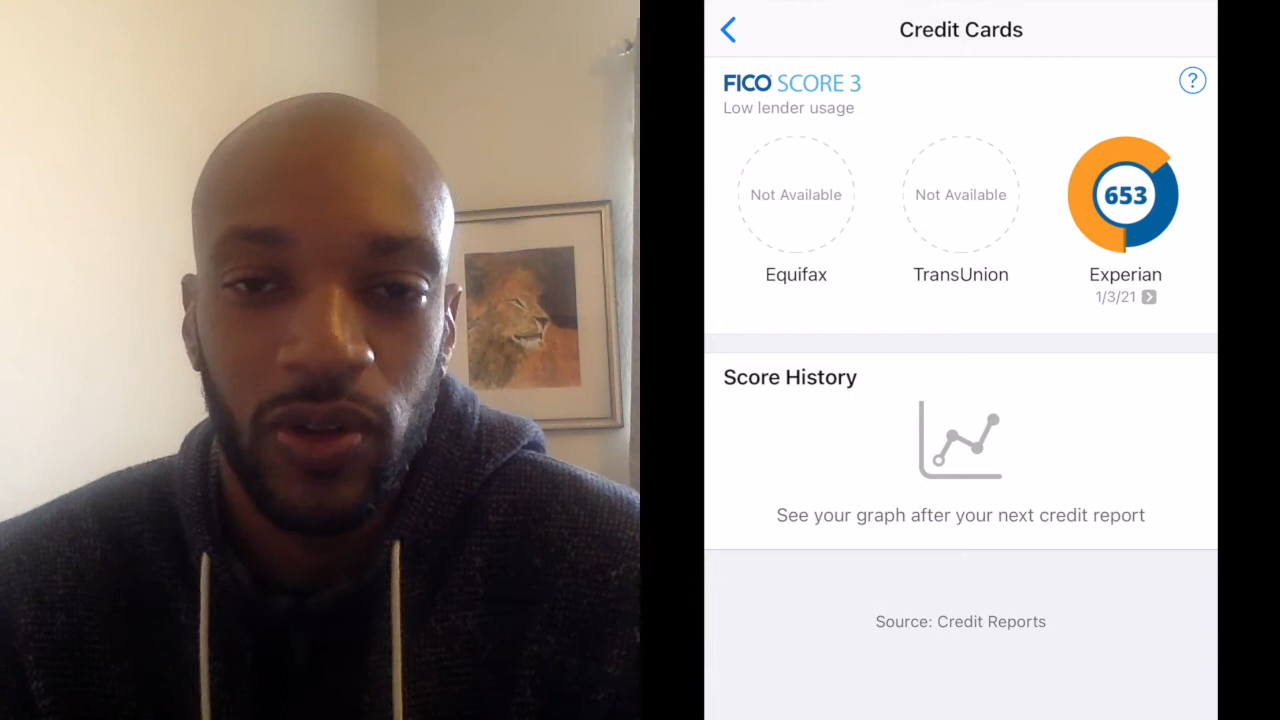 Credit Cards
FICO SCORE 3
?
Low lender usage
Not Available
Not Available
653
Equifax
TransUnion
Experian
1/3/21
Score History
See your graph after your next credit report
Source: Credit Reports